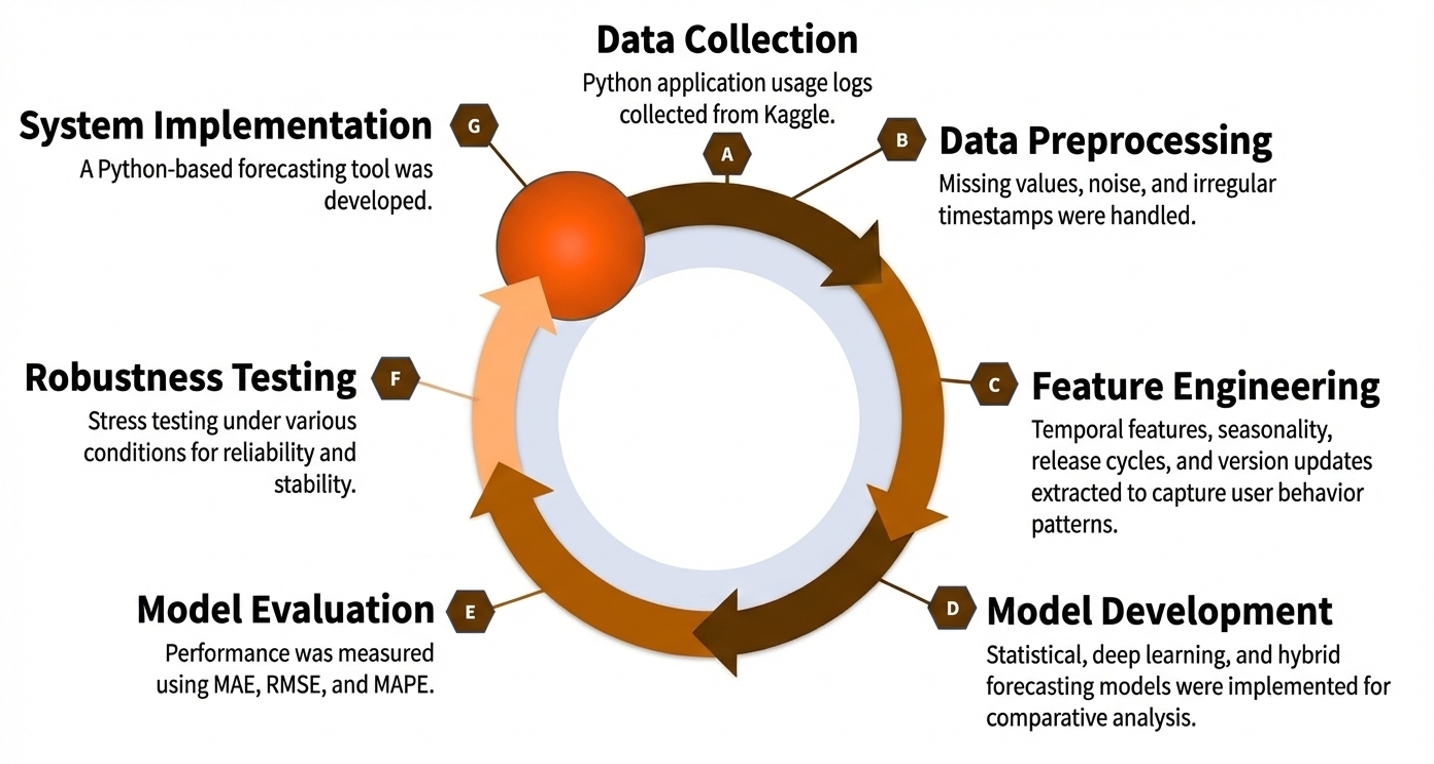 Data Collection
Python application usage logs
collected from Kaggle.
A
B
Data Preprocessing
Missing values, noise, and irregular
timestamps were handled.
C
Feature Engineering
Temporal features, seasonality,
release cycles, and version updates
extracted to capture user behavior
patterns.
D
Model Development
Statistical, deep learning, and hybrid
forecasting models were implemented for
comparative analysis.
E
Model Evaluation
Performance was measured
using MAE, RMSE, and MAPE.
F
Robustness Testing
Stress testing under various
conditions for reliability and
stability.
G
System Implementation
A Python-based forecasting tool was
developed.